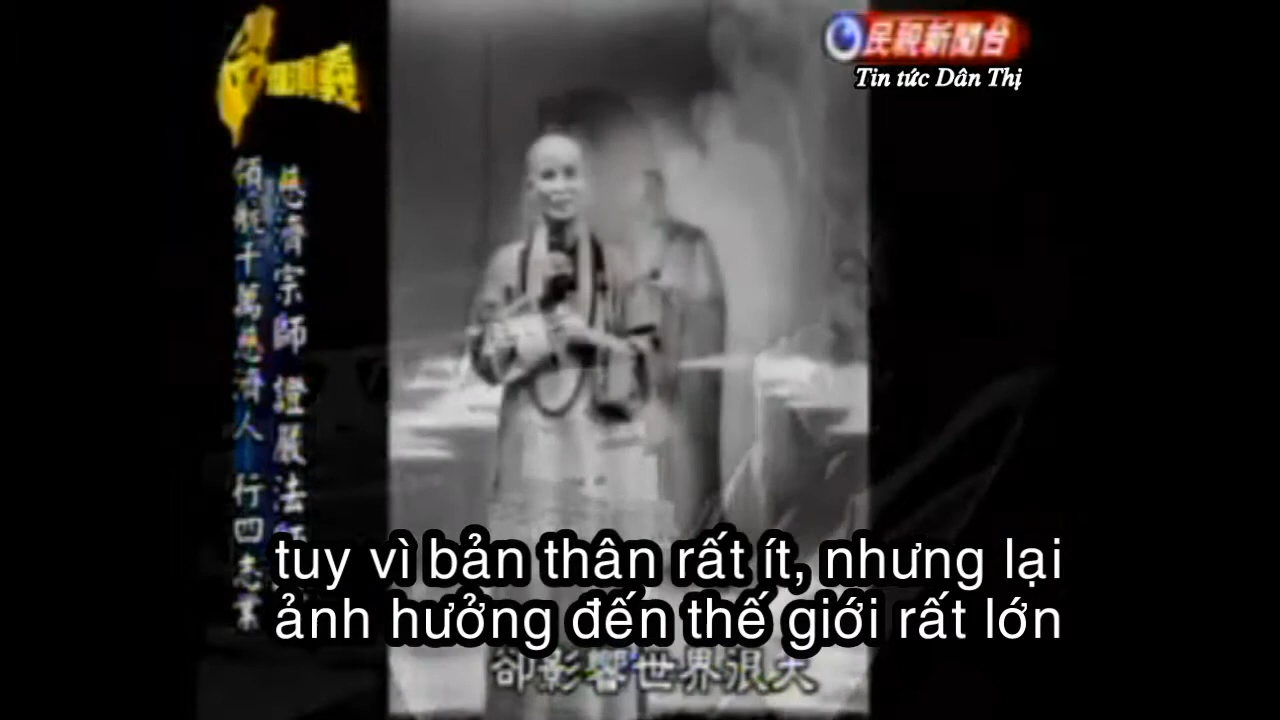 民視新聞台
Tin tức Dân Thị
慈濟宗師 證嚴法師
領航千萬慈濟人 行四志業
tuy vì bản thân rất ít, nhưng lại
ảnh hưởng đến thế giới rất lớn
卻影響世界很大